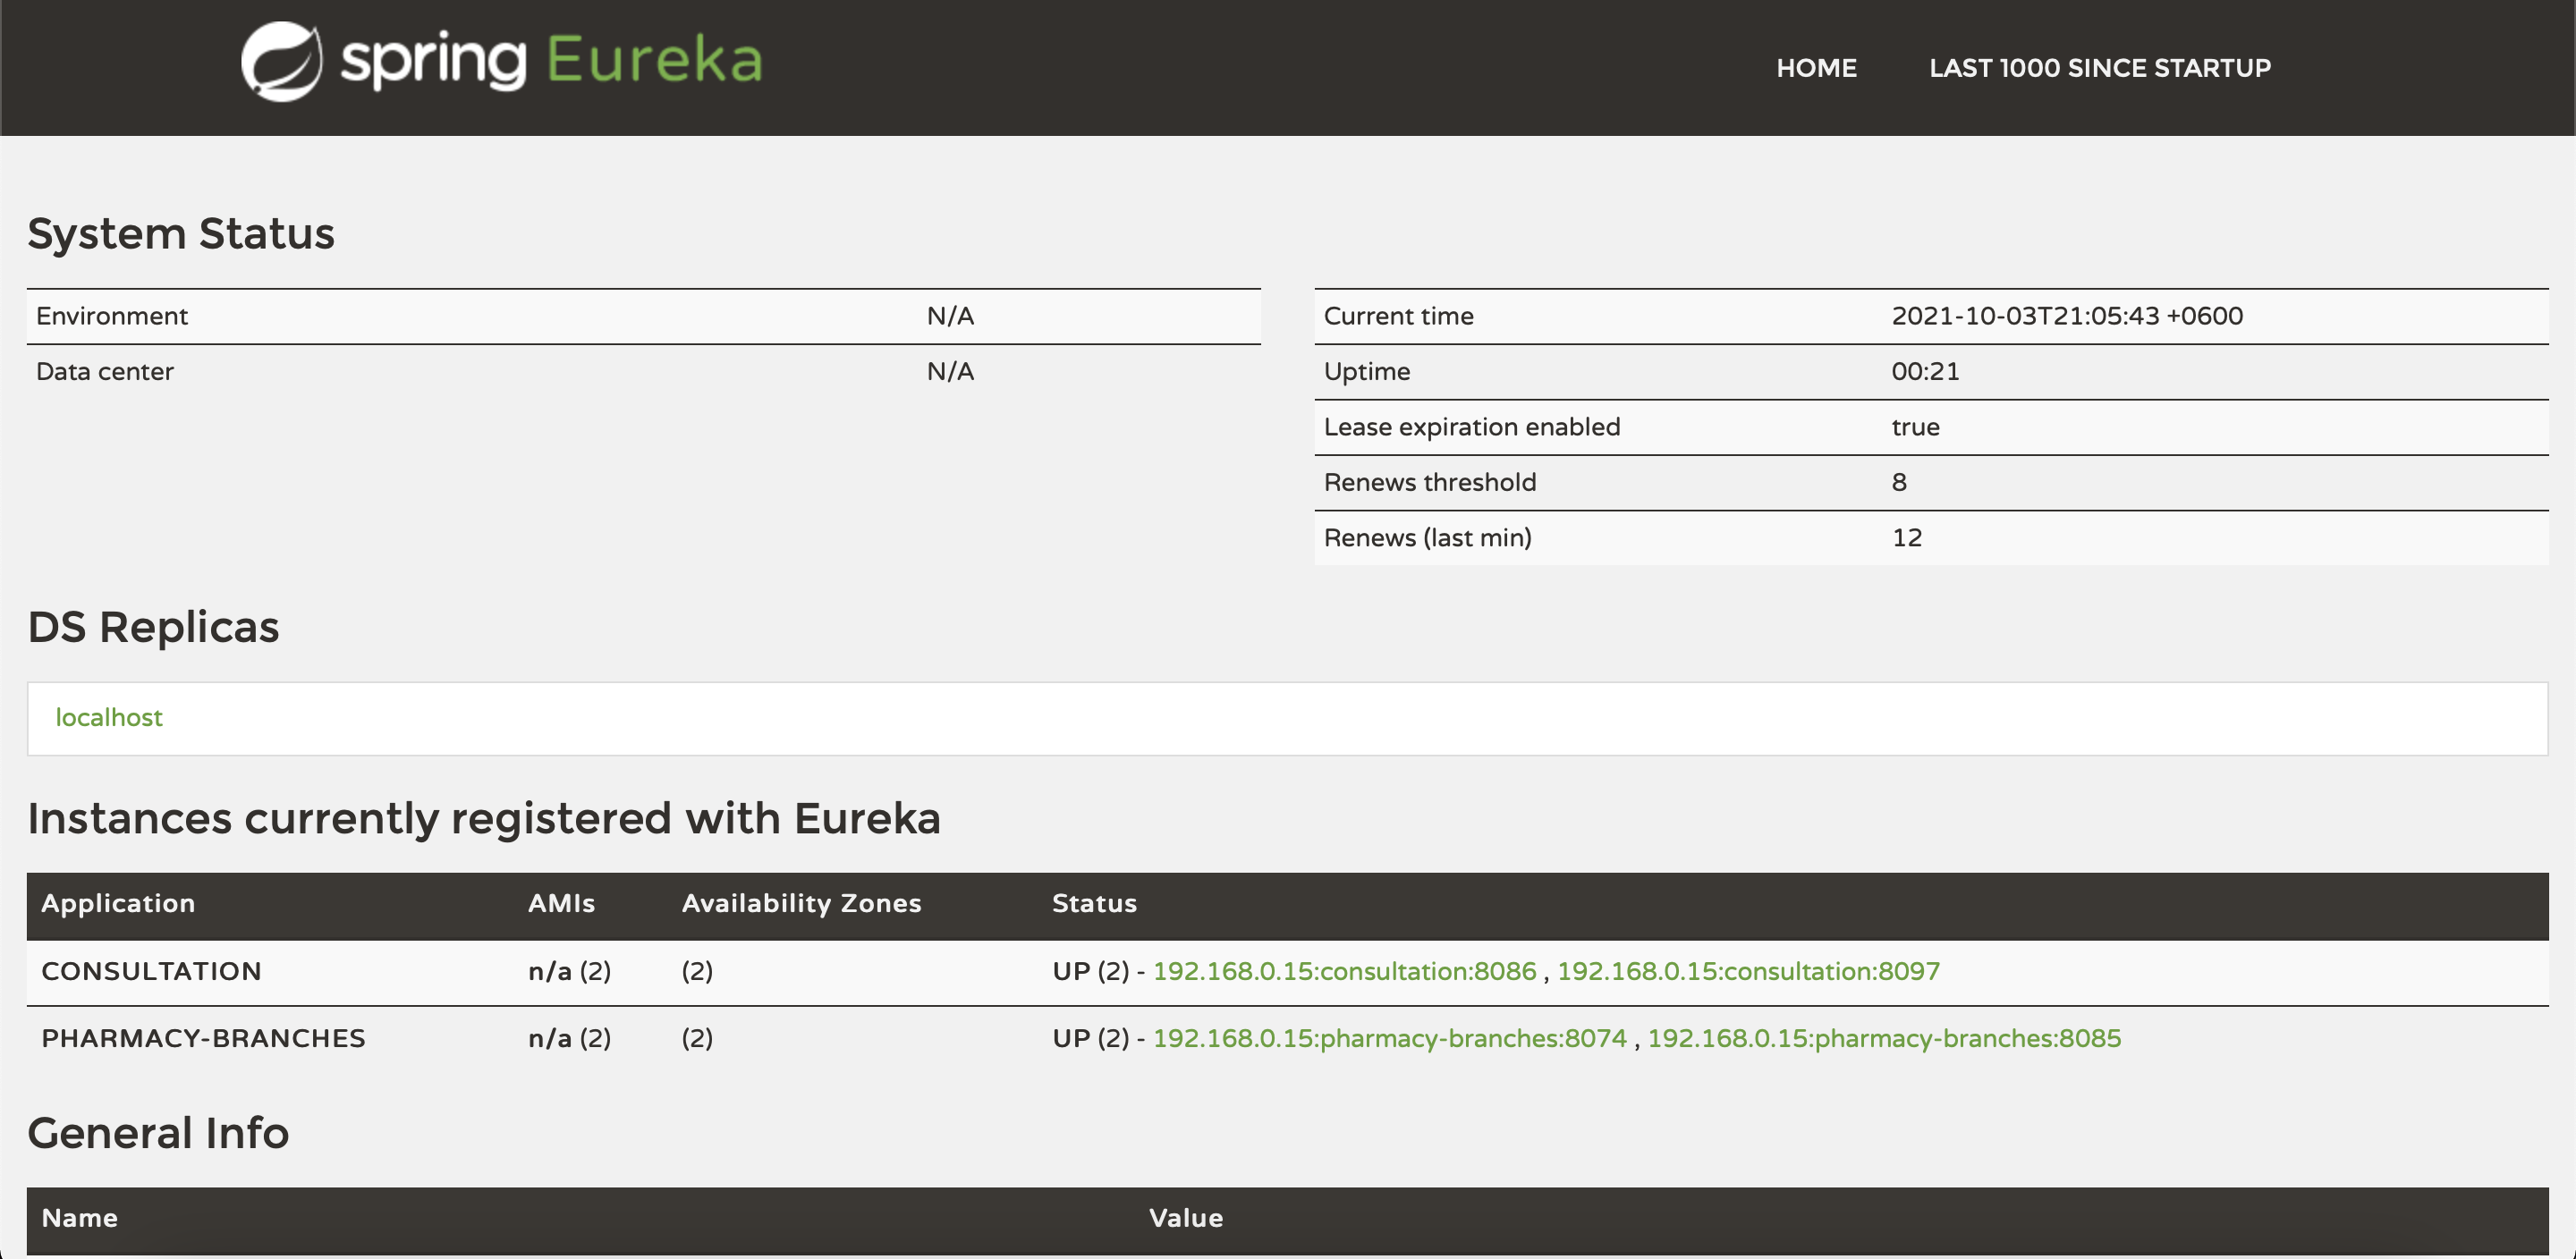 spring Eureka
HOME LAST 1000 SINCE STARTUP
System Status
Environment N/A
Data center N/A
Current time 2021-10-03T21:05:43 +0600
Uptime 00:21
Lease expiration enabled true
Renews threshold 8
Renews (last min) 12
DS Replicas
localhost
Instances currently registered with Eureka
Application AMIs Availability Zones Status
CONSULTATION n/a (2) (2) UP (2) - 192.168.0.15:consultation:8086 , 192.168.0.15:consultation:8097
PHARMACY-BRANCHES n/a (2) (2) UP (2) - 192.168.0.15:pharmacy-branches:8074 , 192.168.0.15:pharmacy-branches:8085
General Info
Name Value